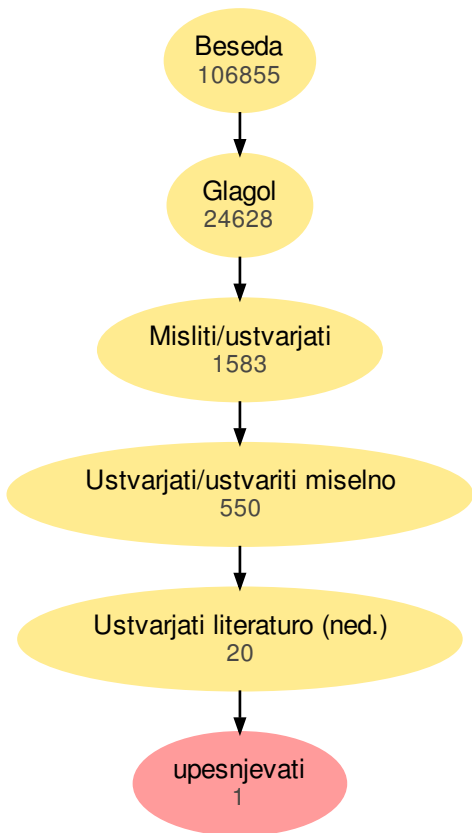 Beseda
106855
Glagol
24628
Misliti/ustvarjati
1583
Ustvarjati/ustvariti miselno
550
Ustvarjati literaturo (ned.)
20
upesnjevati
1